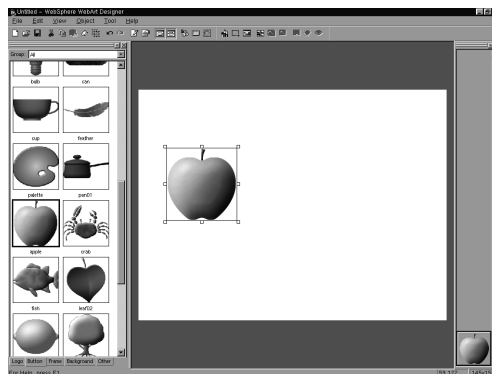 Untitled - WebSphere WebArt Designer
File Edit View Object Tool Help
Group: All
bulb can
cup feather
palette pan01
apple crab
fish leaf02
Logo Button Frame Background Other
For Help, press F1